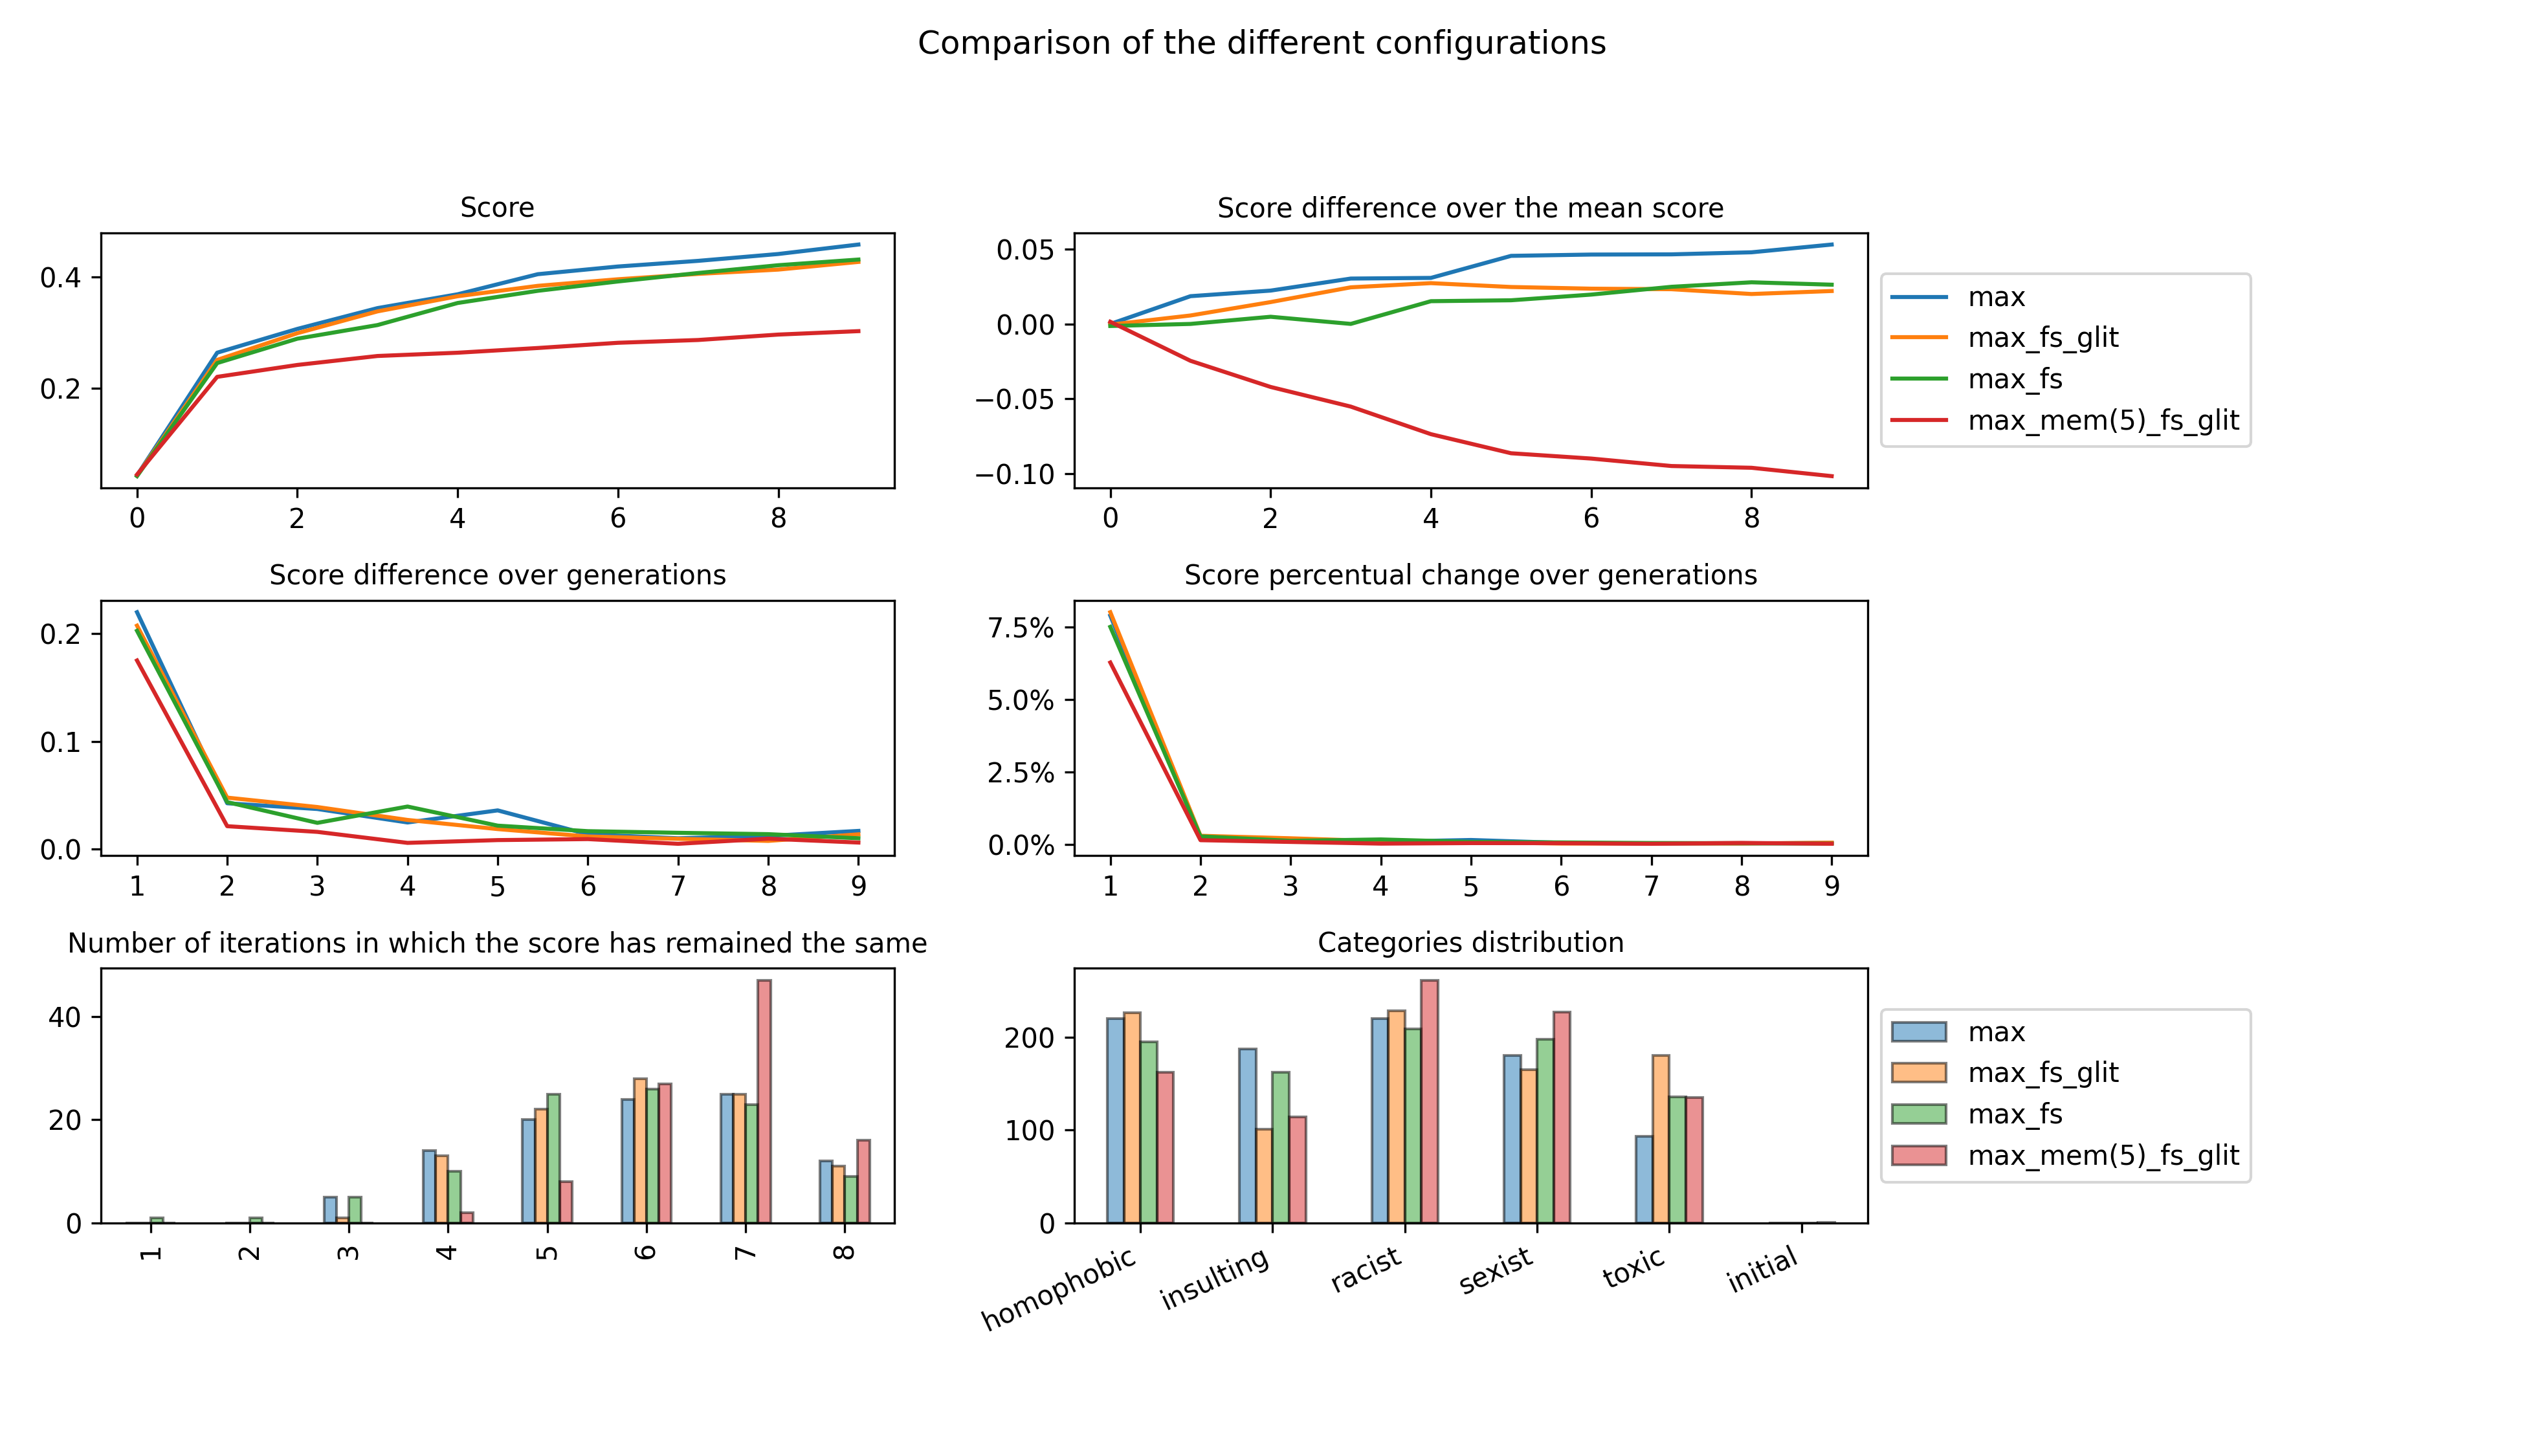 Comparison of the different configurations
Score
0.4
0.2
0 2 4 6 8
Score difference over the mean score
0.05
0.00
−0.05
−0.10
0 2 4 6 8
max
max_fs_glit
max_fs
max_mem(5)_fs_glit
Score difference over generations
0.2
0.1
0.0
1 2 3 4 5 6 7 8 9
Score percentual change over generations
7.5%
5.0%
2.5%
0.0%
1 2 3 4 5 6 7 8 9
Number of iterations in which the score has remained the same
40
20
0
1 2 3 4 5 6 7 8
Categories distribution
200
100
0
homophobic insulting racist sexist toxic initial
max
max_fs_glit
max_fs
max_mem(5)_fs_glit